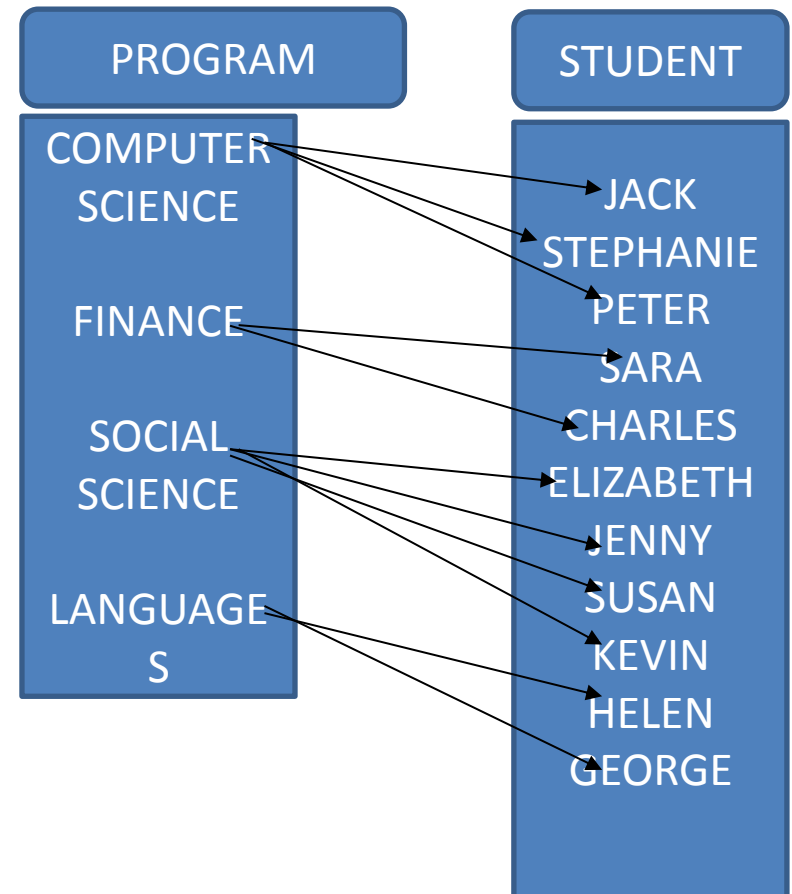 PROGRAM
COMPUTER
SCIENCE
FINANCE
SOCIAL
SCIENCE
LANGUAGE
S
STUDENT
JACK
STEPHANIE
PETER
SARA
CHARLES
ELIZABETH
JENNY
SUSAN
KEVIN
HELEN
GEORGE